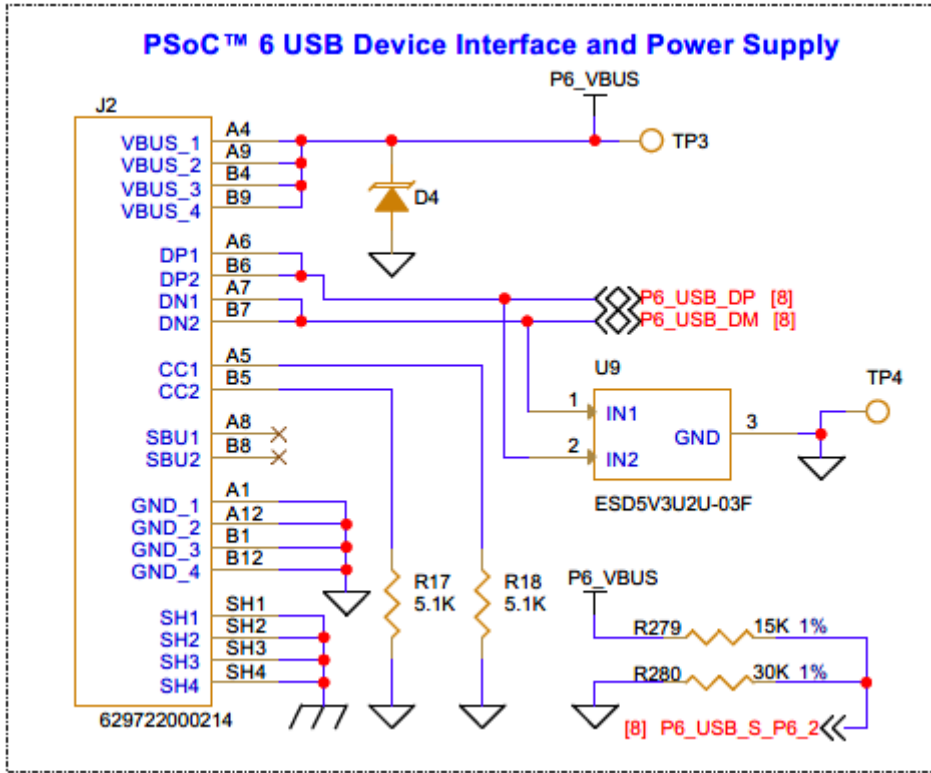 PSoC™ 6 USB Device Interface and Power Supply
P6_VBUS
J2
VBUS_1 A4
TP3
VBUS_2 A9
VBUS_3 B4
VBUS_4 B9
D4
DP1 A6
DP2 B6
DN1 A7
P6_USB_DP [8]
DN2 B7
P6_USB_DM [8]
CC1 A5
U9
CC2 B5
TP4
1 IN1
GND 3
2 IN2
SBU1 A8
SBU2 B8
ESD5V3U2U-03F
GND_1 A1
GND_2 A12
GND_3 B1
GND_4 B12
R17
5.1K
R18
5.1K
P6_VBUS
SH1 SH1
SH2 SH2
SH3 SH3
SH4 SH4
R279 15K 1%
R280 30K 1%
629722000214
[8] P6_USB_S_P6_2